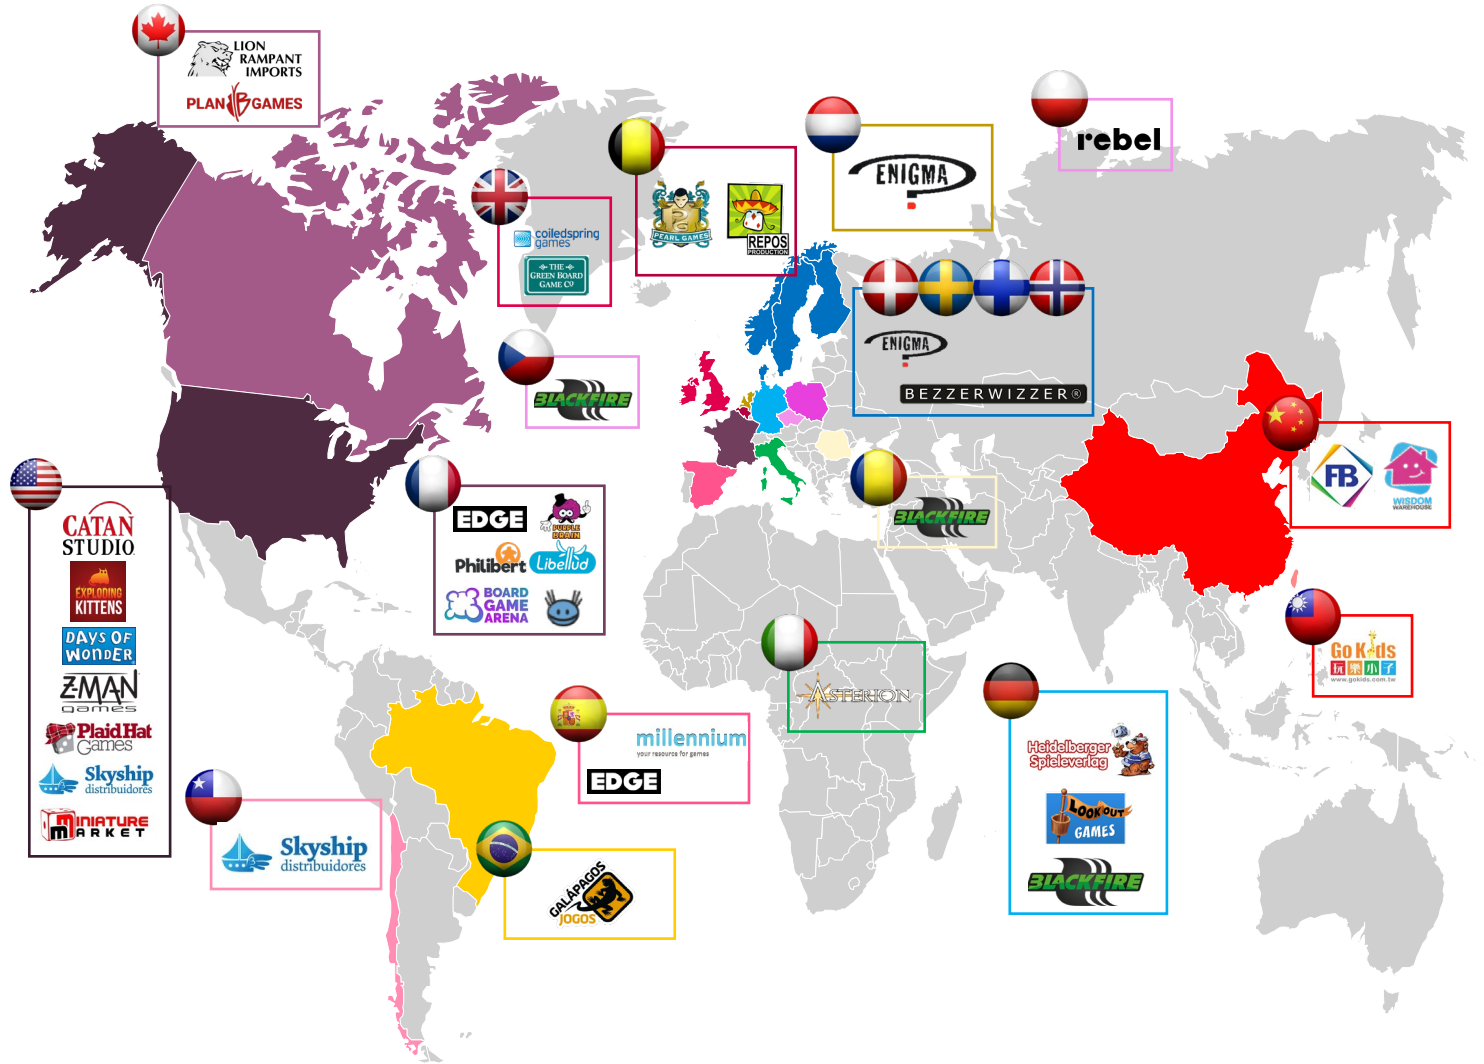 LION
RAMPANT
IMPORTS
PLAN B GAMES
rebel
ENIGMA
PEARL GAMES
REPOS
PRODUCTION
coiledspring
games
THE
GREEN BOARD
GAME CO
ENIGMA
BEZZERWIZZER®
BLACKFIRE
CATAN
STUDIO
EXPLODING
KITTENS
DAYS OF
WONDER
Z-MAN
games
Plaid Hat
Games
Skyship
distribuidores
MINIATURE
MARKET
EDGE
PURPLE
BRAIN
Philibert
Libellud
BOARD
GAME
ARENA
BLACKFIRE
FB
WISDOM
WAREHOUSE
Go Kids
玩樂小子
www.gokids.com.tw
ASTERION
millennium
your resource for games
EDGE
Heidelberger
Spieleverlag
LOOKOUT
GAMES
BLACKFIRE
Skyship
distribuidores
GALÁPAGOS
JOGOS